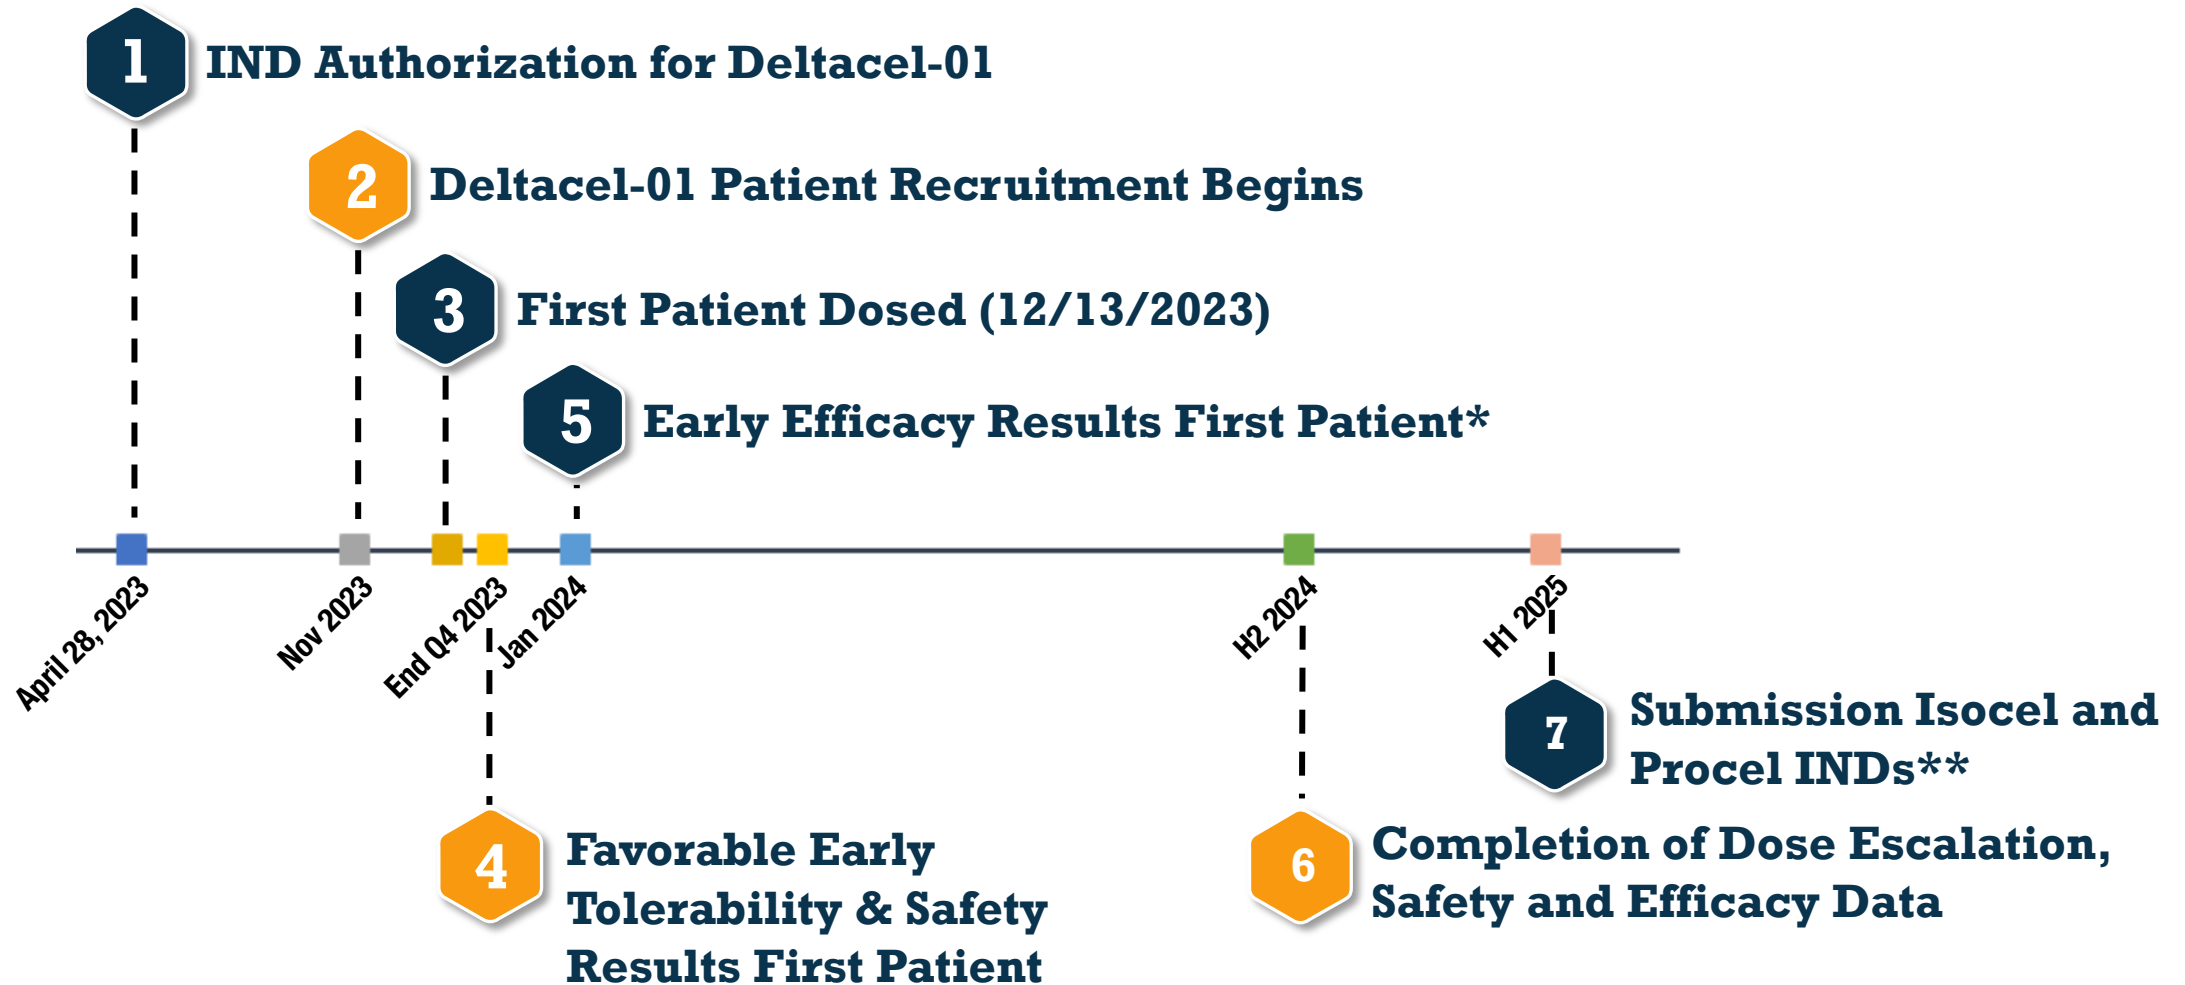 1
IND Authorization for Deltacel-01
2
Deltacel-01 Patient Recruitment Begins
3
First Patient Dosed (12/13/2023)
5
Early Efficacy Results First Patient*
April 28, 2023
Nov 2023
End Q4 2023
Jan 2024
H2 2024
H1 2025
7
Submission Isocel and
Procel INDs**
4
Favorable Early
Tolerability & Safety
Results First Patient
6
Completion of Dose Escalation,
Safety and Efficacy Data